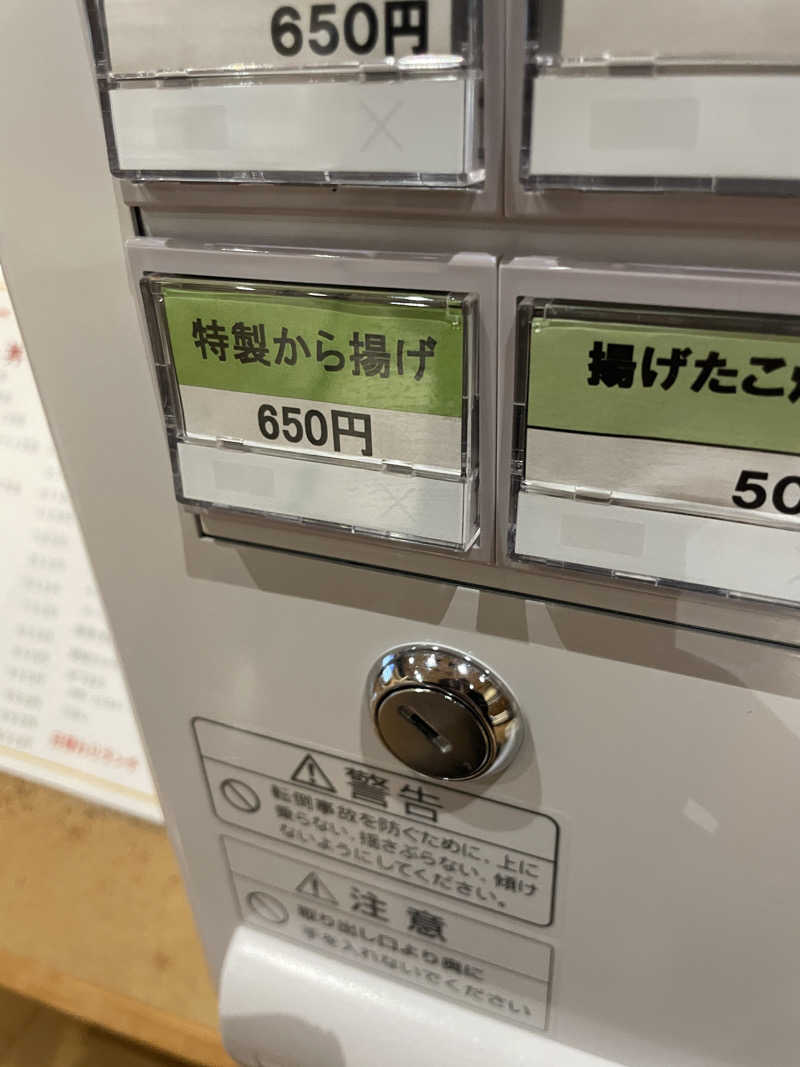 650円
特製から揚げ
650円
揚げたこ
50
警告
転倒事故を防ぐために、上に
乗らない、揺さぶらない、傾け
ないようにしてください。
注意
取り出し口より奥に
手を入れないでください